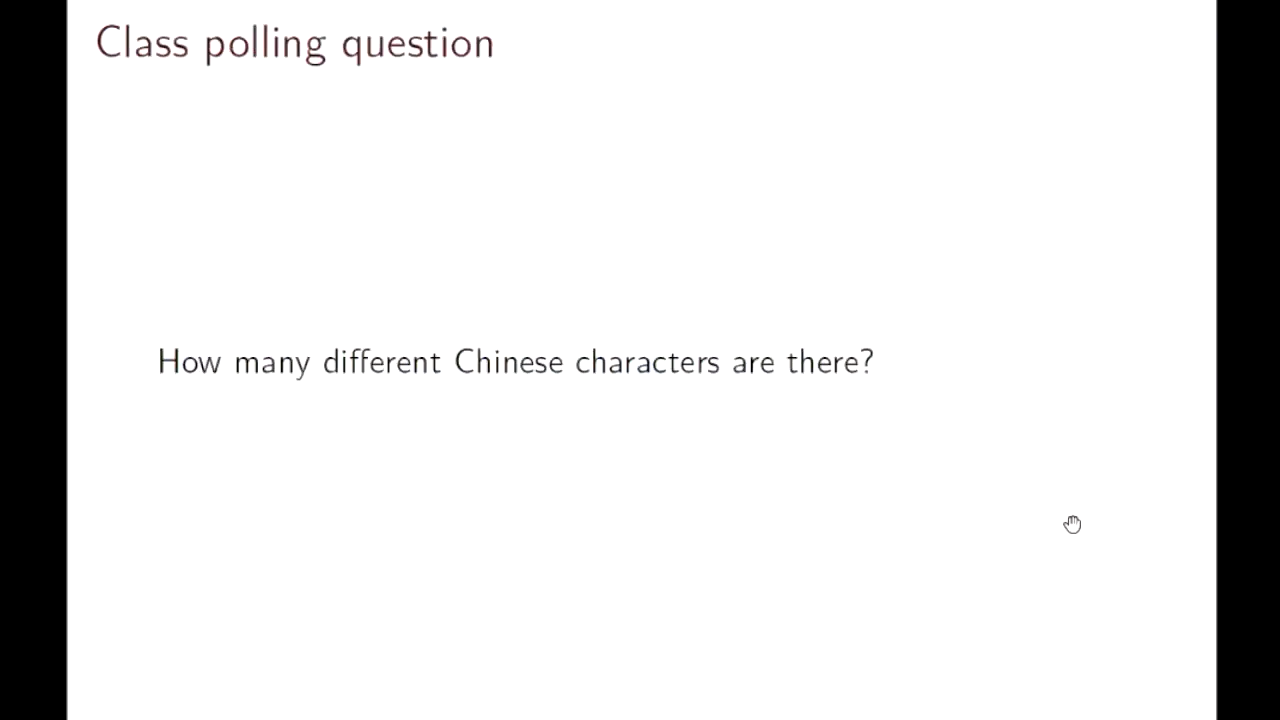 Class polling question
How many different Chinese characters are there?